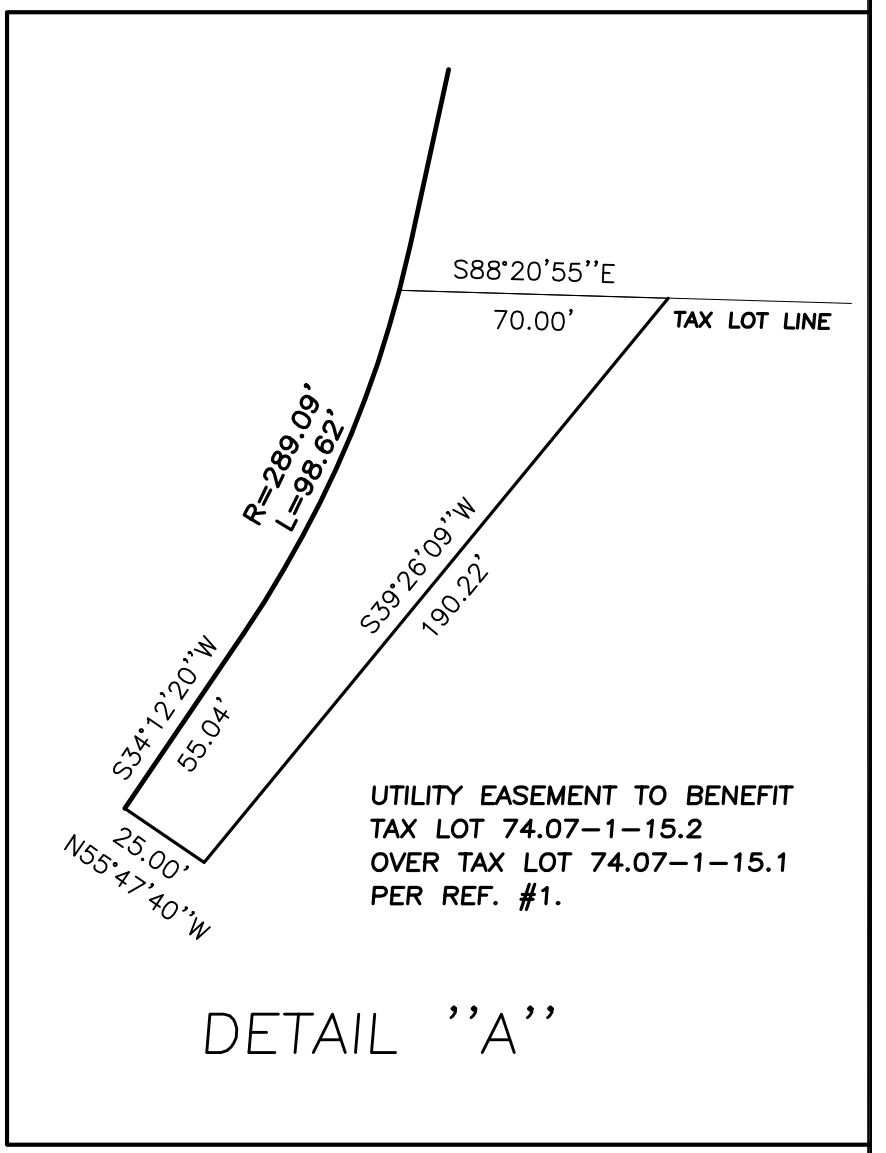 S88°20'55''E
70.00'
TAX LOT LINE
R=289.09'
L=98.62'
S39°26'09''W
190.22'
S34°12'20''W
55.04'
25.00'
N55°47'40''W
UTILITY EASEMENT TO BENEFIT
TAX LOT 74.07-1-15.2
OVER TAX LOT 74.07-1-15.1
PER REF. #1.
DETAIL ''A''